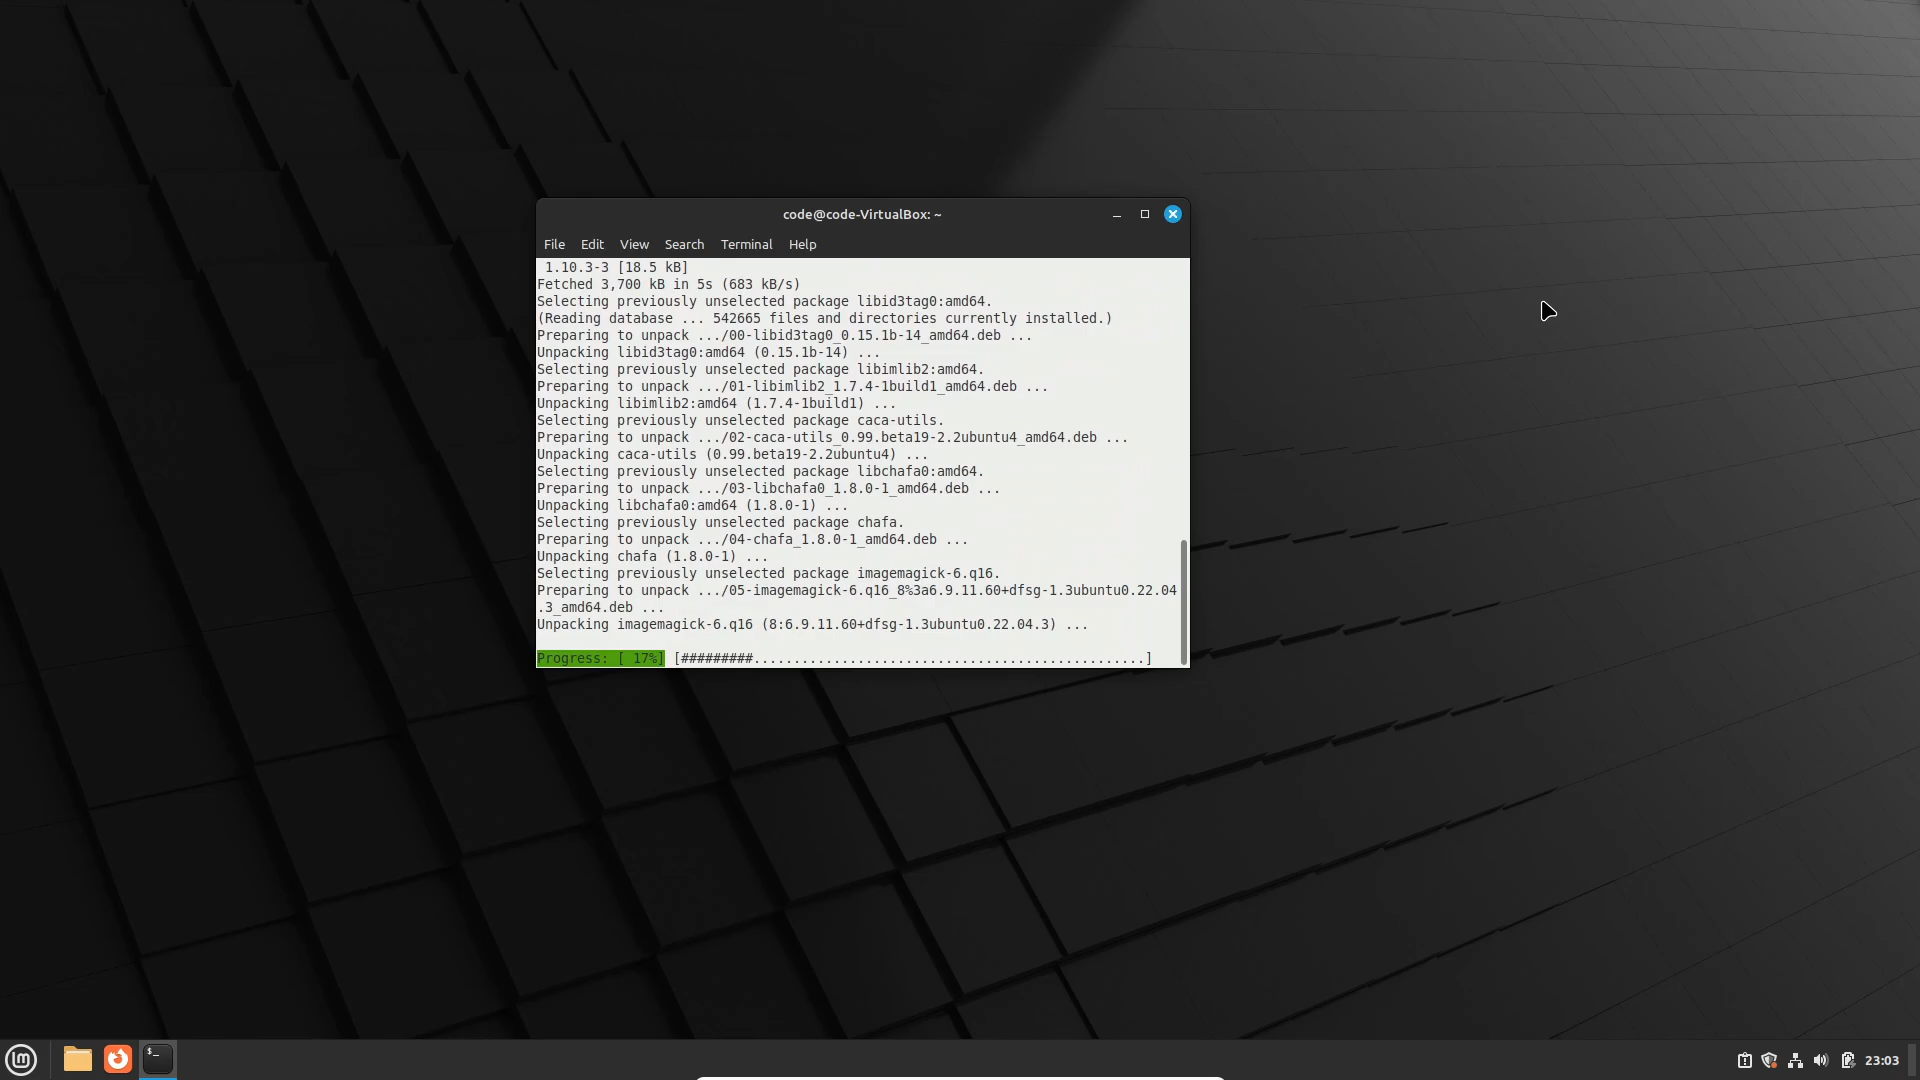 code@code-VirtualBox: ~
File Edit View Search Terminal Help
1.10.3-3 [18.5 kB]
Fetched 3,700 kB in 5s (683 kB/s)
Selecting previously unselected package libid3tag0:amd64.
(Reading database ... 542665 files and directories currently installed.)
Preparing to unpack .../00-libid3tag0_0.15.1b-14_amd64.deb ...
Unpacking libid3tag0:amd64 (0.15.1b-14) ...
Selecting previously unselected package libimlib2:amd64.
Preparing to unpack .../01-libimlib2_1.7.4-1build1_amd64.deb ...
Unpacking libimlib2:amd64 (1.7.4-1build1) ...
Selecting previously unselected package caca-utils.
Preparing to unpack .../02-caca-utils_0.99.beta19-2.2ubuntu4_amd64.deb ...
Unpacking caca-utils (0.99.beta19-2.2ubuntu4) ...
Selecting previously unselected package libchafa0:amd64.
Preparing to unpack .../03-libchafa0_1.8.0-1_amd64.deb ...
Unpacking libchafa0:amd64 (1.8.0-1) ...
Selecting previously unselected package chafa.
Preparing to unpack .../04-chafa_1.8.0-1_amd64.deb ...
Unpacking chafa (1.8.0-1) ...
Selecting previously unselected package imagemagick-6.q16.
Preparing to unpack .../05-imagemagick-6.q16_8%3a6.9.11.60+dfsg-1.3ubuntu0.22.04
.3_amd64.deb ...
Unpacking imagemagick-6.q16 (8:6.9.11.60+dfsg-1.3ubuntu0.22.04.3) ...
Progress: [ 17%] [#########.................................................]
$_
23:03